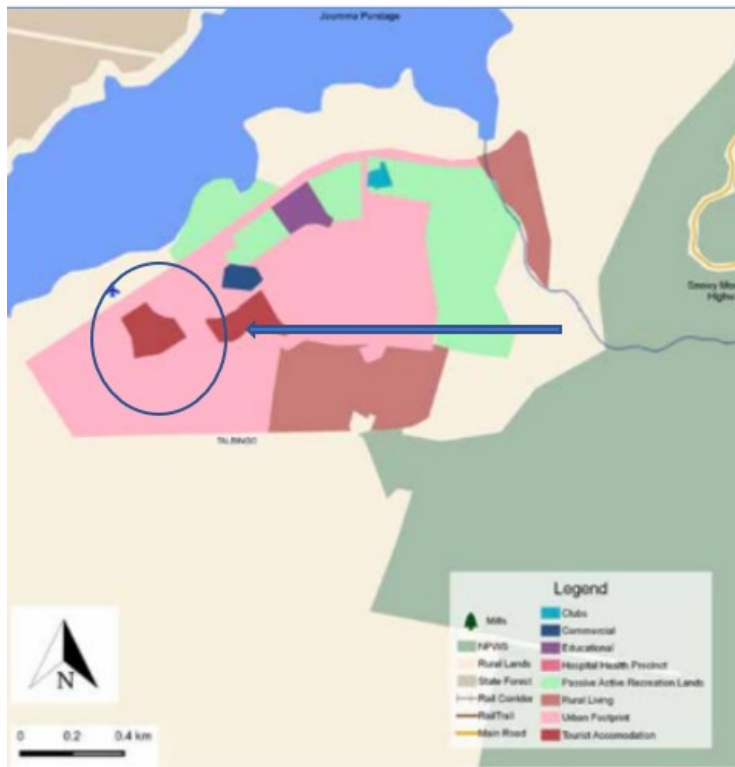 Jounama Pondage
Snowy Mou
Highw
TALBINGO
Legend
Mills
NPWS
Rural Lands
State Forest
Rail Corridor
RailTrail
Main Road
Clubs
Commercial
Educational
Hospital Health Precinct
Passive Active Recreation Lands
Rural Living
Urban Footprint
Tourist Accomodation
N
0 0.2 0.4 km